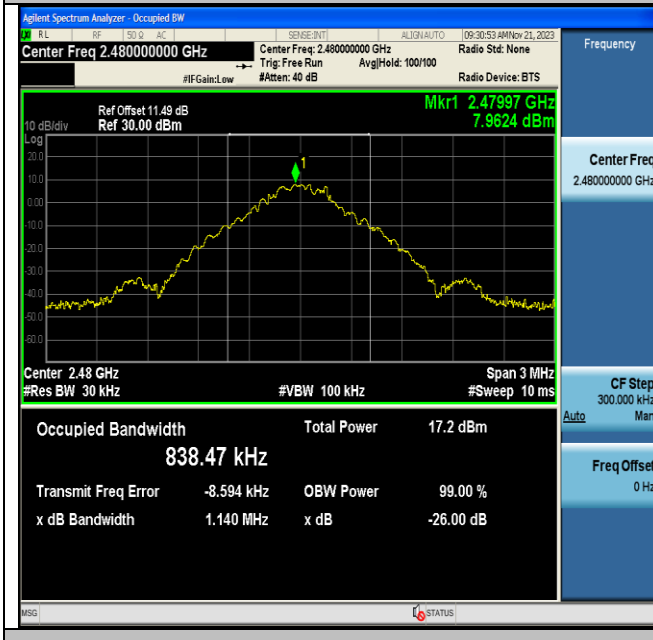 Agilent Spectrum Analyzer - Occupied BW
RL RF 50 Ω AC SENSE:INT ALIGNAUTO 09:30:53 AM Nov 21, 2023
Center Freq 2.480000000 GHz Center Freq: 2.480000000 GHz Radio Std: None
Trig: Free Run Avg|Hold: 100/100
#IFGain:Low #Atten: 40 dB Radio Device: BTS
Mkr1 2.47997 GHz
7.9624 dBm
Ref Offset 11.49 dB
10 dB/div Ref 30.00 dBm
Log
20.0
1
10.0
0.00
-10.0
-20.0
-30.0
-40.0
-50.0
-60.0
Center 2.48 GHz Span 3 MHz
#Res BW 30 kHz #VBW 100 kHz #Sweep 10 ms
Occupied Bandwidth Total Power 17.2 dBm
838.47 kHz
Transmit Freq Error -8.594 kHz OBW Power 99.00 %
x dB Bandwidth 1.140 MHz x dB -26.00 dB
MSG STATUS
Frequency
Center Freq
2.480000000 GHz
CF Step
300.000 kHz
Auto Man
Freq Offset
0 Hz